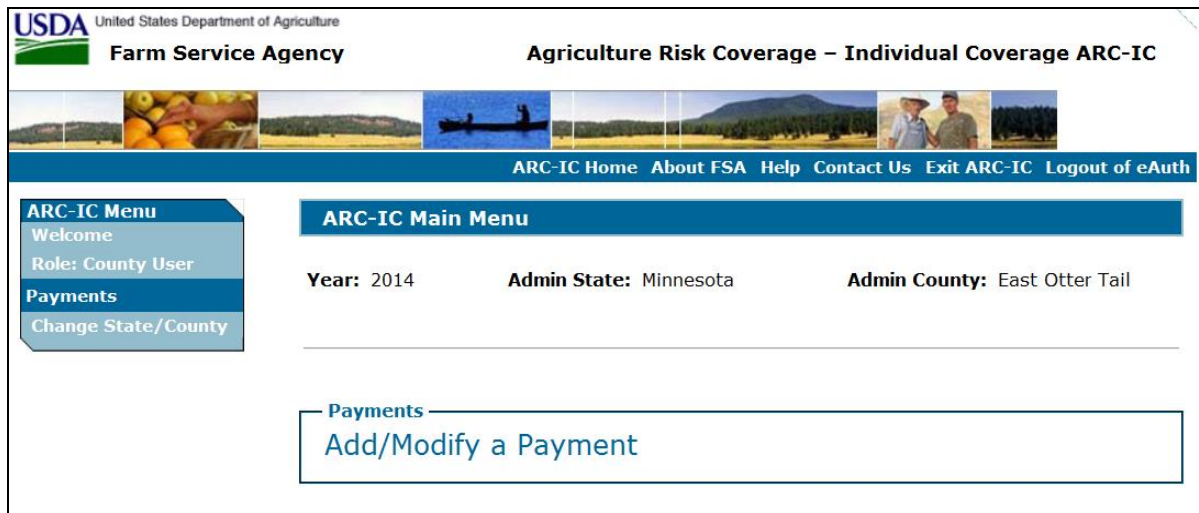 USDA United States Department of Agriculture
Farm Service Agency
Agriculture Risk Coverage – Individual Coverage ARC-IC
ARC-IC Home About FSA Help Contact Us Exit ARC-IC Logout of eAuth
ARC-IC Menu
Welcome
Role: County User
Payments
Change State/County
ARC-IC Main Menu
Year: 2014 Admin State: Minnesota Admin County: East Otter Tail
Payments
Add/Modify a Payment